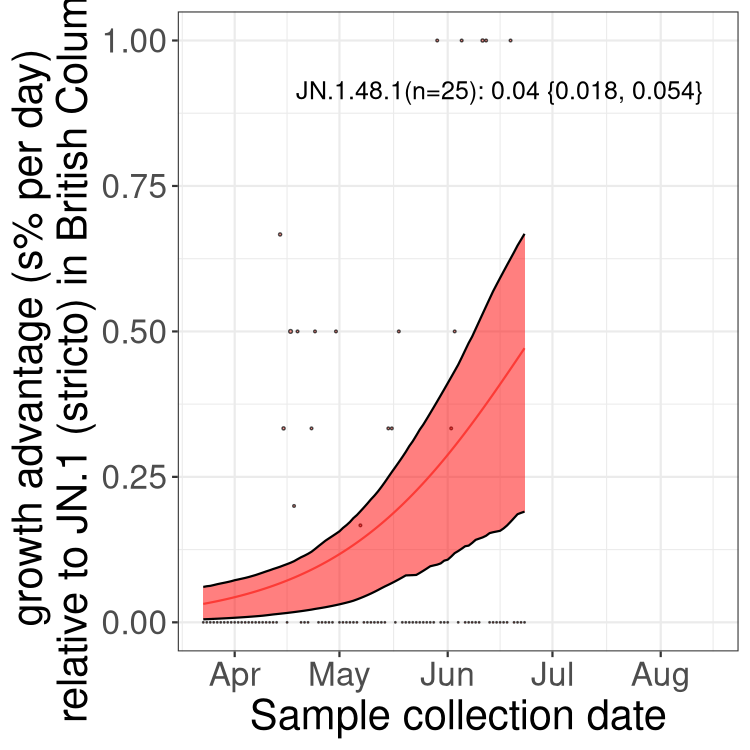 growth advantage (s% per day)
relative to JN.1 (stricto) in British Colum
1.00
0.75
0.50
0.25
0.00
JN.1.48.1(n=25): 0.04 {0.018, 0.054}
Apr May Jun Jul Aug
Sample collection date